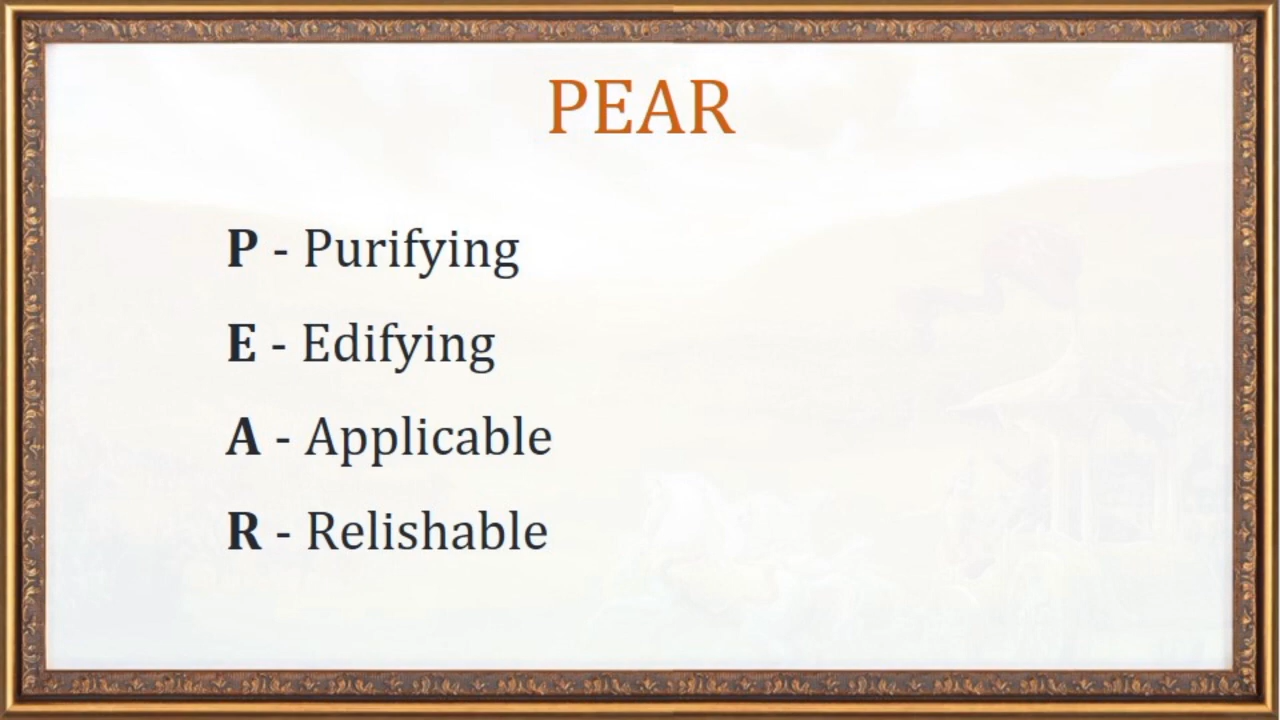 PEAR
P - Purifying
E - Edifying
A - Applicable
R - Relishable